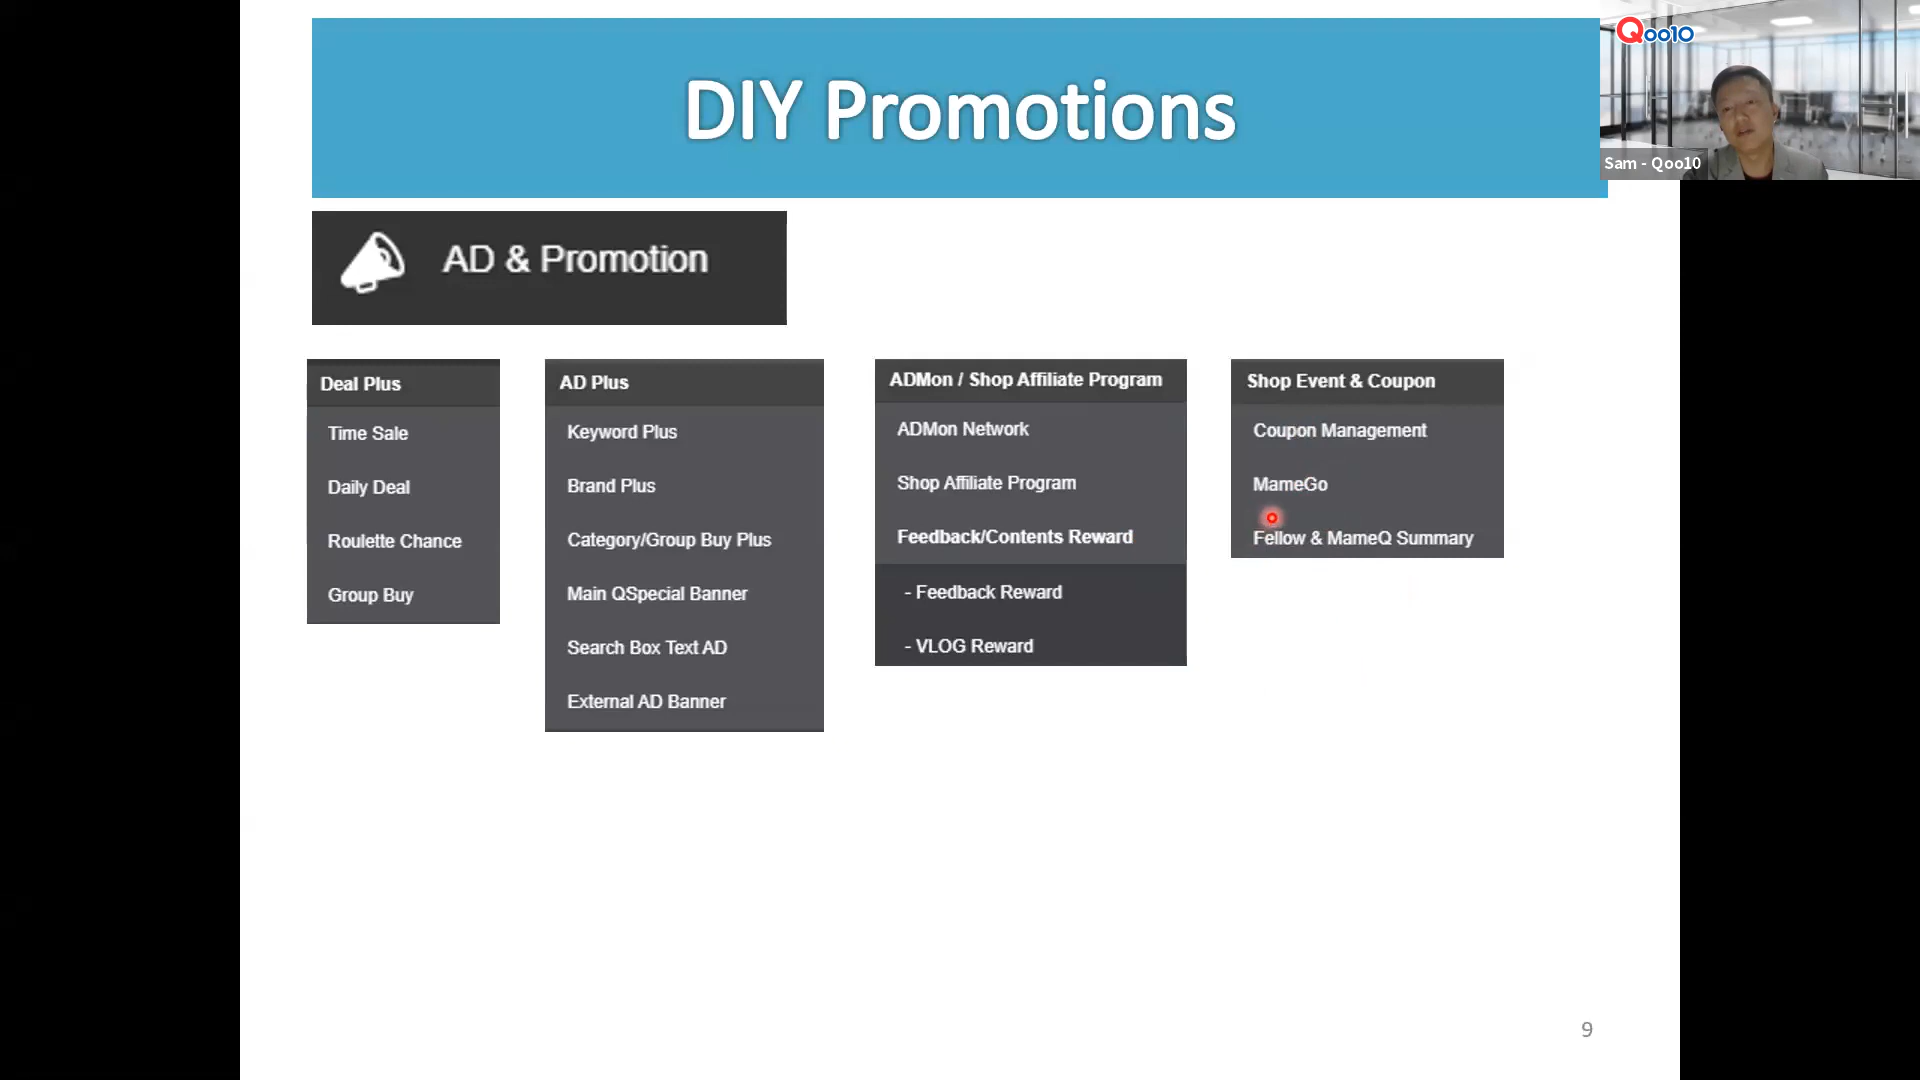 DIY Promotions
Qoo10
Sam - Qoo10
AD & Promotion
Deal Plus
Time Sale
Daily Deal
Roulette Chance
Group Buy
AD Plus
Keyword Plus
Brand Plus
Category/Group Buy Plus
Main QSpecial Banner
Search Box Text AD
External AD Banner
ADMon / Shop Affiliate Program
ADMon Network
Shop Affiliate Program
Feedback/Contents Reward
- Feedback Reward
- VLOG Reward
Shop Event & Coupon
Coupon Management
MameGo
Fellow & MameQ Summary
9